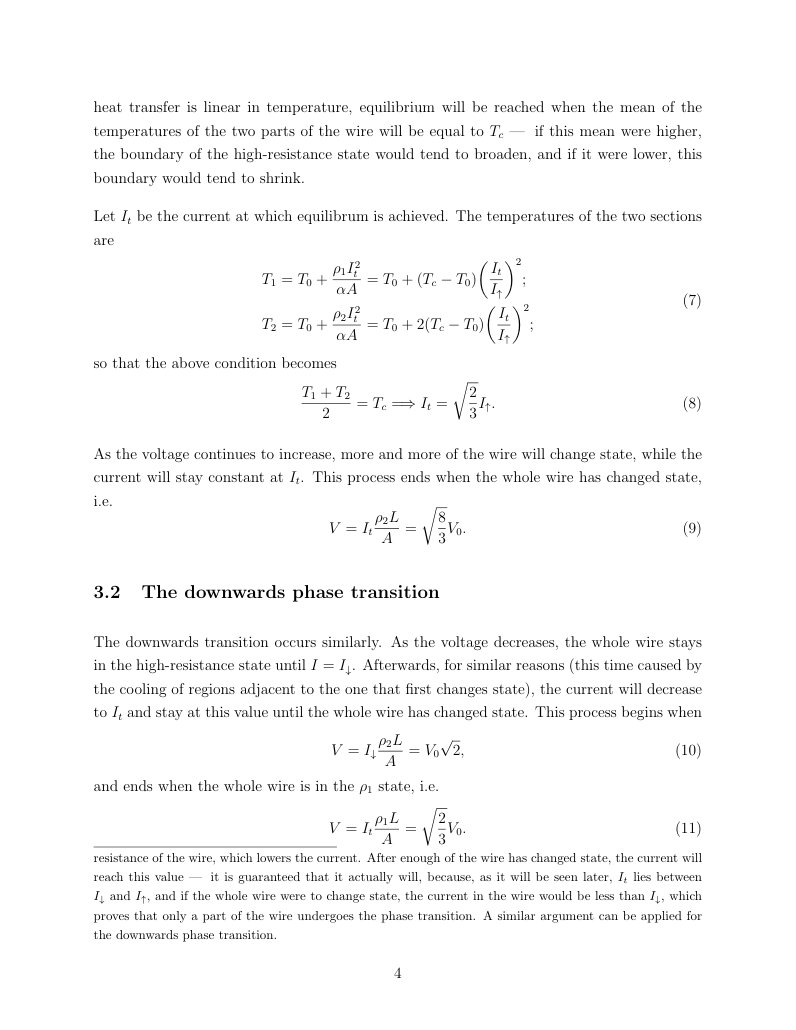 heat transfer is linear in temperature, equilibrium will be reached when the mean of the
temperatures of the two parts of the wire will be equal to T_c — if this mean were higher,
the boundary of the high-resistance state would tend to broaden, and if it were lower, this
boundary would tend to shrink.
Let I_t be the current at which equilibrum is achieved. The temperatures of the two sections
are
T_1 = T_0 + \frac{ρ_1 I_t^2}{αA} = T_0 + (T_c − T_0)(\frac{I_t}{I_↑})^2;
T_2 = T_0 + \frac{ρ_2 I_t^2}{αA} = T_0 + 2(T_c − T_0)(\frac{I_t}{I_↑})^2;
(7)
so that the above condition becomes
\frac{T_1 + T_2}{2} = T_c ⟹ I_t = \sqrt{\frac{2}{3}} I_↑. (8)
As the voltage continues to increase, more and more of the wire will change state, while the
current will stay constant at I_t. This process ends when the whole wire has changed state,
i.e.
V = I_t \frac{ρ_2 L}{A} = \sqrt{\frac{8}{3}} V_0. (9)
3.2 The downwards phase transition
The downwards transition occurs similarly. As the voltage decreases, the whole wire stays
in the high-resistance state until I = I_↓. Afterwards, for similar reasons (this time caused by
the cooling of regions adjacent to the one that first changes state), the current will decrease
to I_t and stay at this value until the whole wire has changed state. This process begins when
V = I_↓ \frac{ρ_2 L}{A} = V_0 \sqrt{2}, (10)
and ends when the whole wire is in the ρ_1 state, i.e.
V = I_t \frac{ρ_1 L}{A} = \sqrt{\frac{2}{3}} V_0. (11)
resistance of the wire, which lowers the current. After enough of the wire has changed state, the current will
reach this value — it is guaranteed that it actually will, because, as it will be seen later, I_t lies between
I_↓ and I_↑, and if the whole wire were to change state, the current in the wire would be less than I_↓, which
proves that only a part of the wire undergoes the phase transition. A similar argument can be applied for
the downwards phase transition.
4